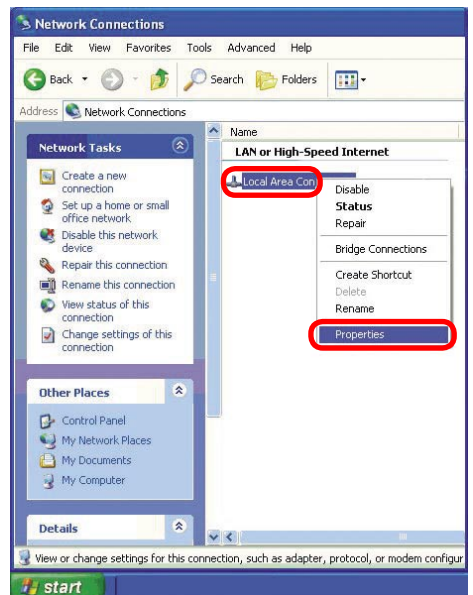 Network Connections
File Edit View Favorites Tools Advanced Help
Back Search Folders
Address Network Connections
Network Tasks
Create a new
connection
Set up a home or small
office network
Disable this network
device
Repair this connection
Rename this connection
View status of this
connection
Change settings of this
connection
Other Places
Control Panel
My Network Places
My Documents
My Computer
Details
Name
LAN or High-Speed Internet
Local Area Con
Disable
Status
Repair
Bridge Connections
Create Shortcut
Delete
Rename
Properties
View or change settings for this connection, such as adapter, protocol, or modem configur
start